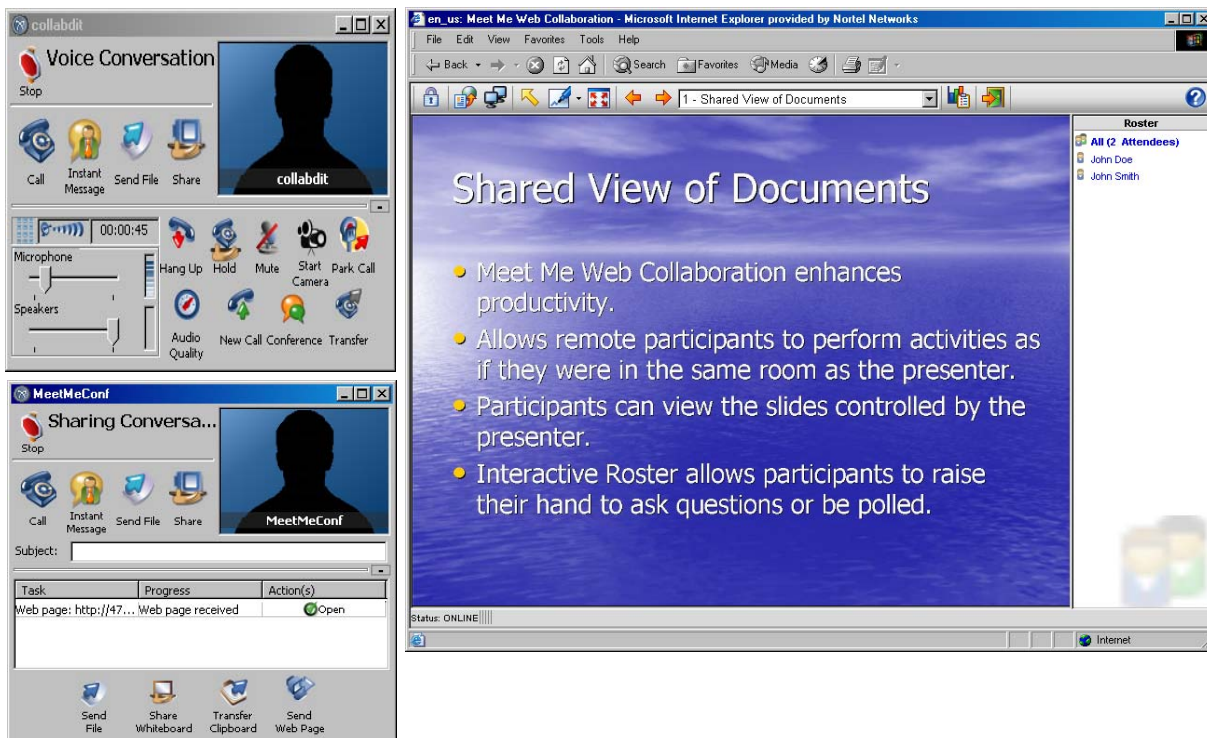 collabdit
Voice Conversation
Stop
Call Instant Message Send File Share
collabdit
00:00:45
Microphone
Speakers
Hang Up Hold Mute Start Camera Park Call
Audio Quality New Call Conference Transfer
MeetMeConf
Sharing Conversa...
Stop
Call Instant Message Send File Share
MeetMeConf
Subject:
Task Progress Action(s)
Web page: http://47... Web page received Open
Send File Share Whiteboard Transfer Clipboard Send Web Page
en_us: Meet Me Web Collaboration - Microsoft Internet Explorer provided by Nortel Networks
File Edit View Favorites Tools Help
Back Search Favorites Media
1 - Shared View of Documents
Shared View of Documents
• Meet Me Web Collaboration enhances
productivity.
• Allows remote participants to perform activities as
if they were in the same room as the presenter.
• Participants can view the slides controlled by the
presenter.
• Interactive Roster allows participants to raise
their hand to ask questions or be polled.
Roster
All (2 Attendees)
John Doe
John Smith
Status: ONLINE
Internet